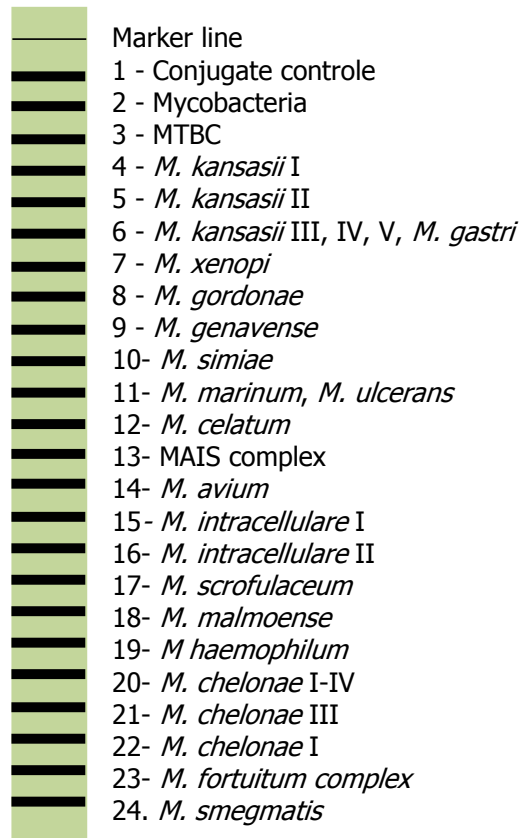 Marker line
1 - Conjugate controle
2 - Mycobacteria
3 - MTBC
4 - M. kansasii I
5 - M. kansasii II
6 - M. kansasii III, IV, V, M. gastri
7 - M. xenopi
8 - M. gordonae
9 - M. genavense
10- M. simiae
11- M. marinum, M. ulcerans
12- M. celatum
13- MAIS complex
14- M. avium
15- M. intracellulare I
16- M. intracellulare II
17- M. scrofulaceum
18- M. malmoense
19- M haemophilum
20- M. chelonae I-IV
21- M. chelonae III
22- M. chelonae I
23- M. fortuitum complex
24. M. smegmatis